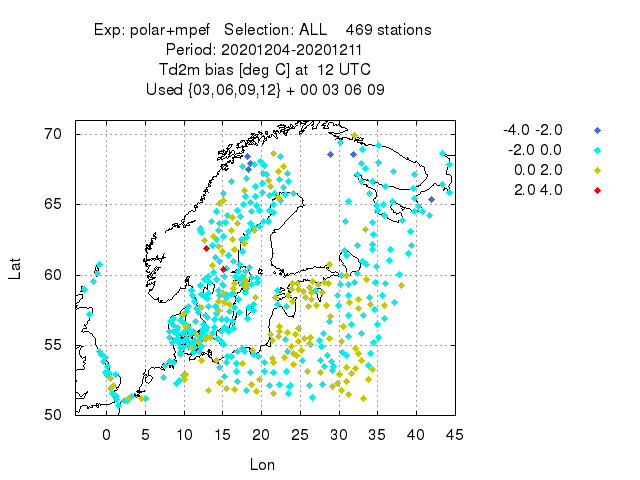 Exp: polar+mpef Selection: ALL 469 stations
Period: 20201204-20201211
Td2m bias [deg C] at 12 UTC
Used {03,06,09,12} + 00 03 06 09
-4.0 -2.0
-2.0 0.0
0.0 2.0
2.0 4.0
70
65
60
55
50
Lat
0 5 10 15 20 25 30 35 40 45
Lon